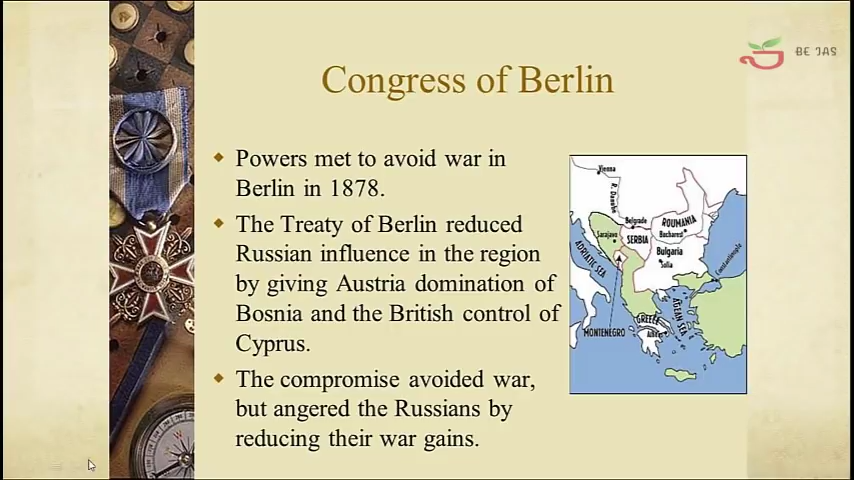 BE JAS
Congress of Berlin
Powers met to avoid war in
Berlin in 1878.
The Treaty of Berlin reduced
Russian influence in the region
by giving Austria domination of
Bosnia and the British control of
Cyprus.
The compromise avoided war,
but angered the Russians by
reducing their war gains.
Vienna
R. Danube
Belgrade
ROUMANIA
Bucharest
Sarajevo
SERBIA
Bulgaria
Sofia
ADRIATIC SEA
Constantinople
MONTENEGRO
GREECE
AEGEAN SEA